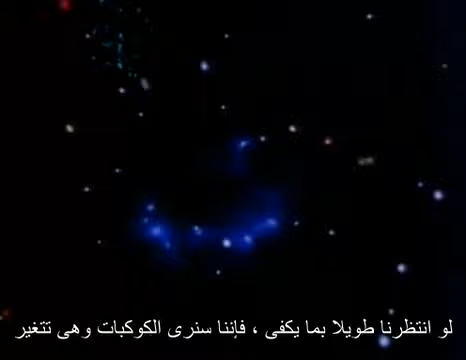 لو انتظرنا طويلا بما يكفى ، فإننا سنرى الكوكبات وهى تتغير